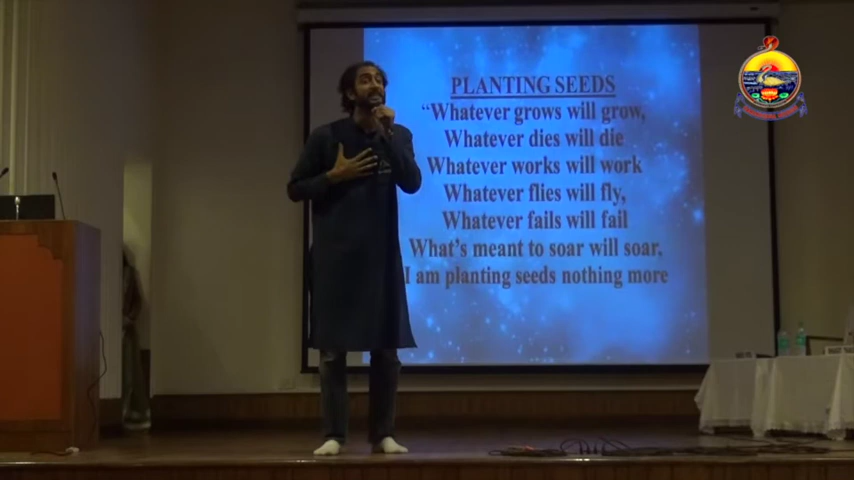 PLANTING SEEDS
“Whatever grows will grow,
Whatever dies will die
Whatever works will work
Whatever flies will fly,
Whatever fails will fail
What’s meant to soar will soar,
I am planting seeds nothing more